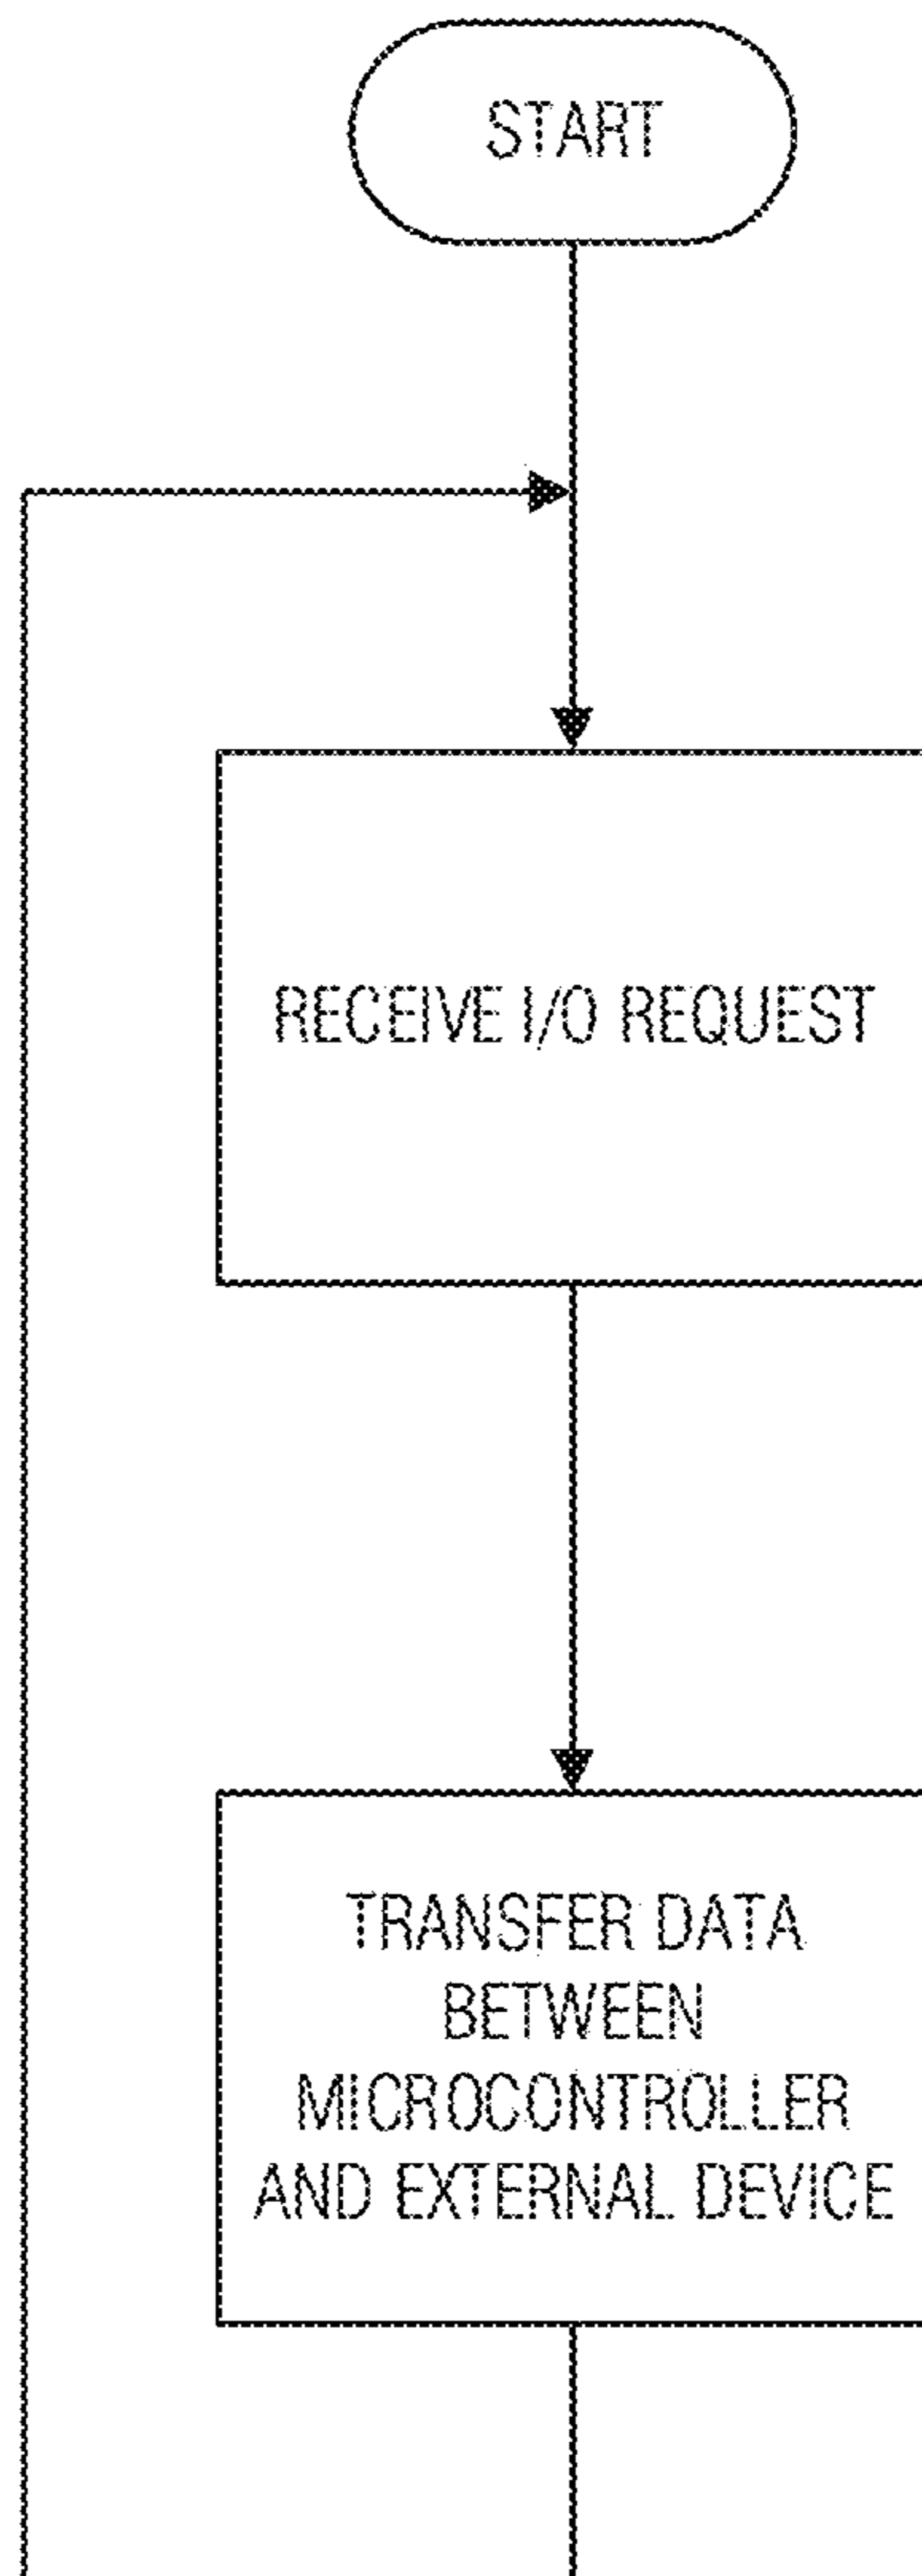 START
RECEIVE I/O REQUEST
TRANSFER DATA
BETWEEN
MICROCONTROLLER
AND EXTERNAL DEVICE